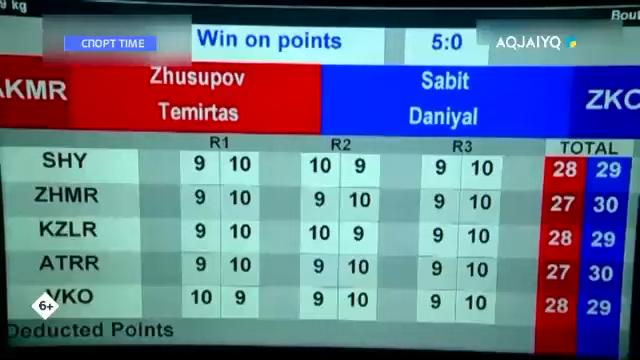 9 kg
Bout
СПОРТ TIME
Win on points 5:0
AQJAIYQ
AKMR Zhusupov Temirtas Sabit Daniyal ZKO
R1 R2 R3 TOTAL
SHY 9 10 10 9 9 10 28 29
ZHMR 9 10 9 10 9 10 27 30
KZLR 9 10 10 9 9 10 28 29
ATRR 9 10 9 10 9 10 27 30
VKO 10 9 9 10 9 10 28 29
6+
Deducted Points